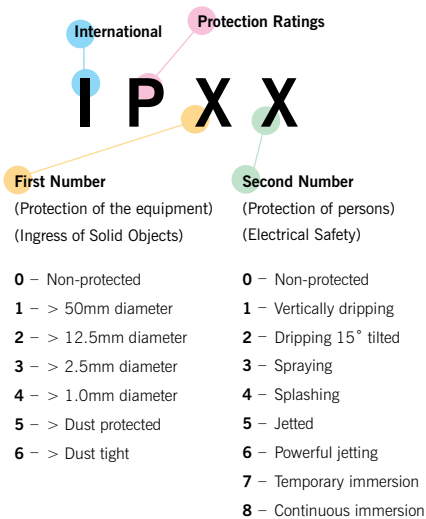 International
Protection Ratings
I P X X
First Number
(Protection of the equipment)
(Ingress of Solid Objects)
0 – Non-protected
1 – > 50mm diameter
2 – > 12.5mm diameter
3 – > 2.5mm diameter
4 – > 1.0mm diameter
5 – > Dust protected
6 – > Dust tight
Second Number
(Protection of persons)
(Electrical Safety)
0 – Non-protected
1 – Vertically dripping
2 – Dripping 15˚ tilted
3 – Spraying
4 – Splashing
5 – Jetted
6 – Powerful jetting
7 – Temporary immersion
8 – Continuous immersion